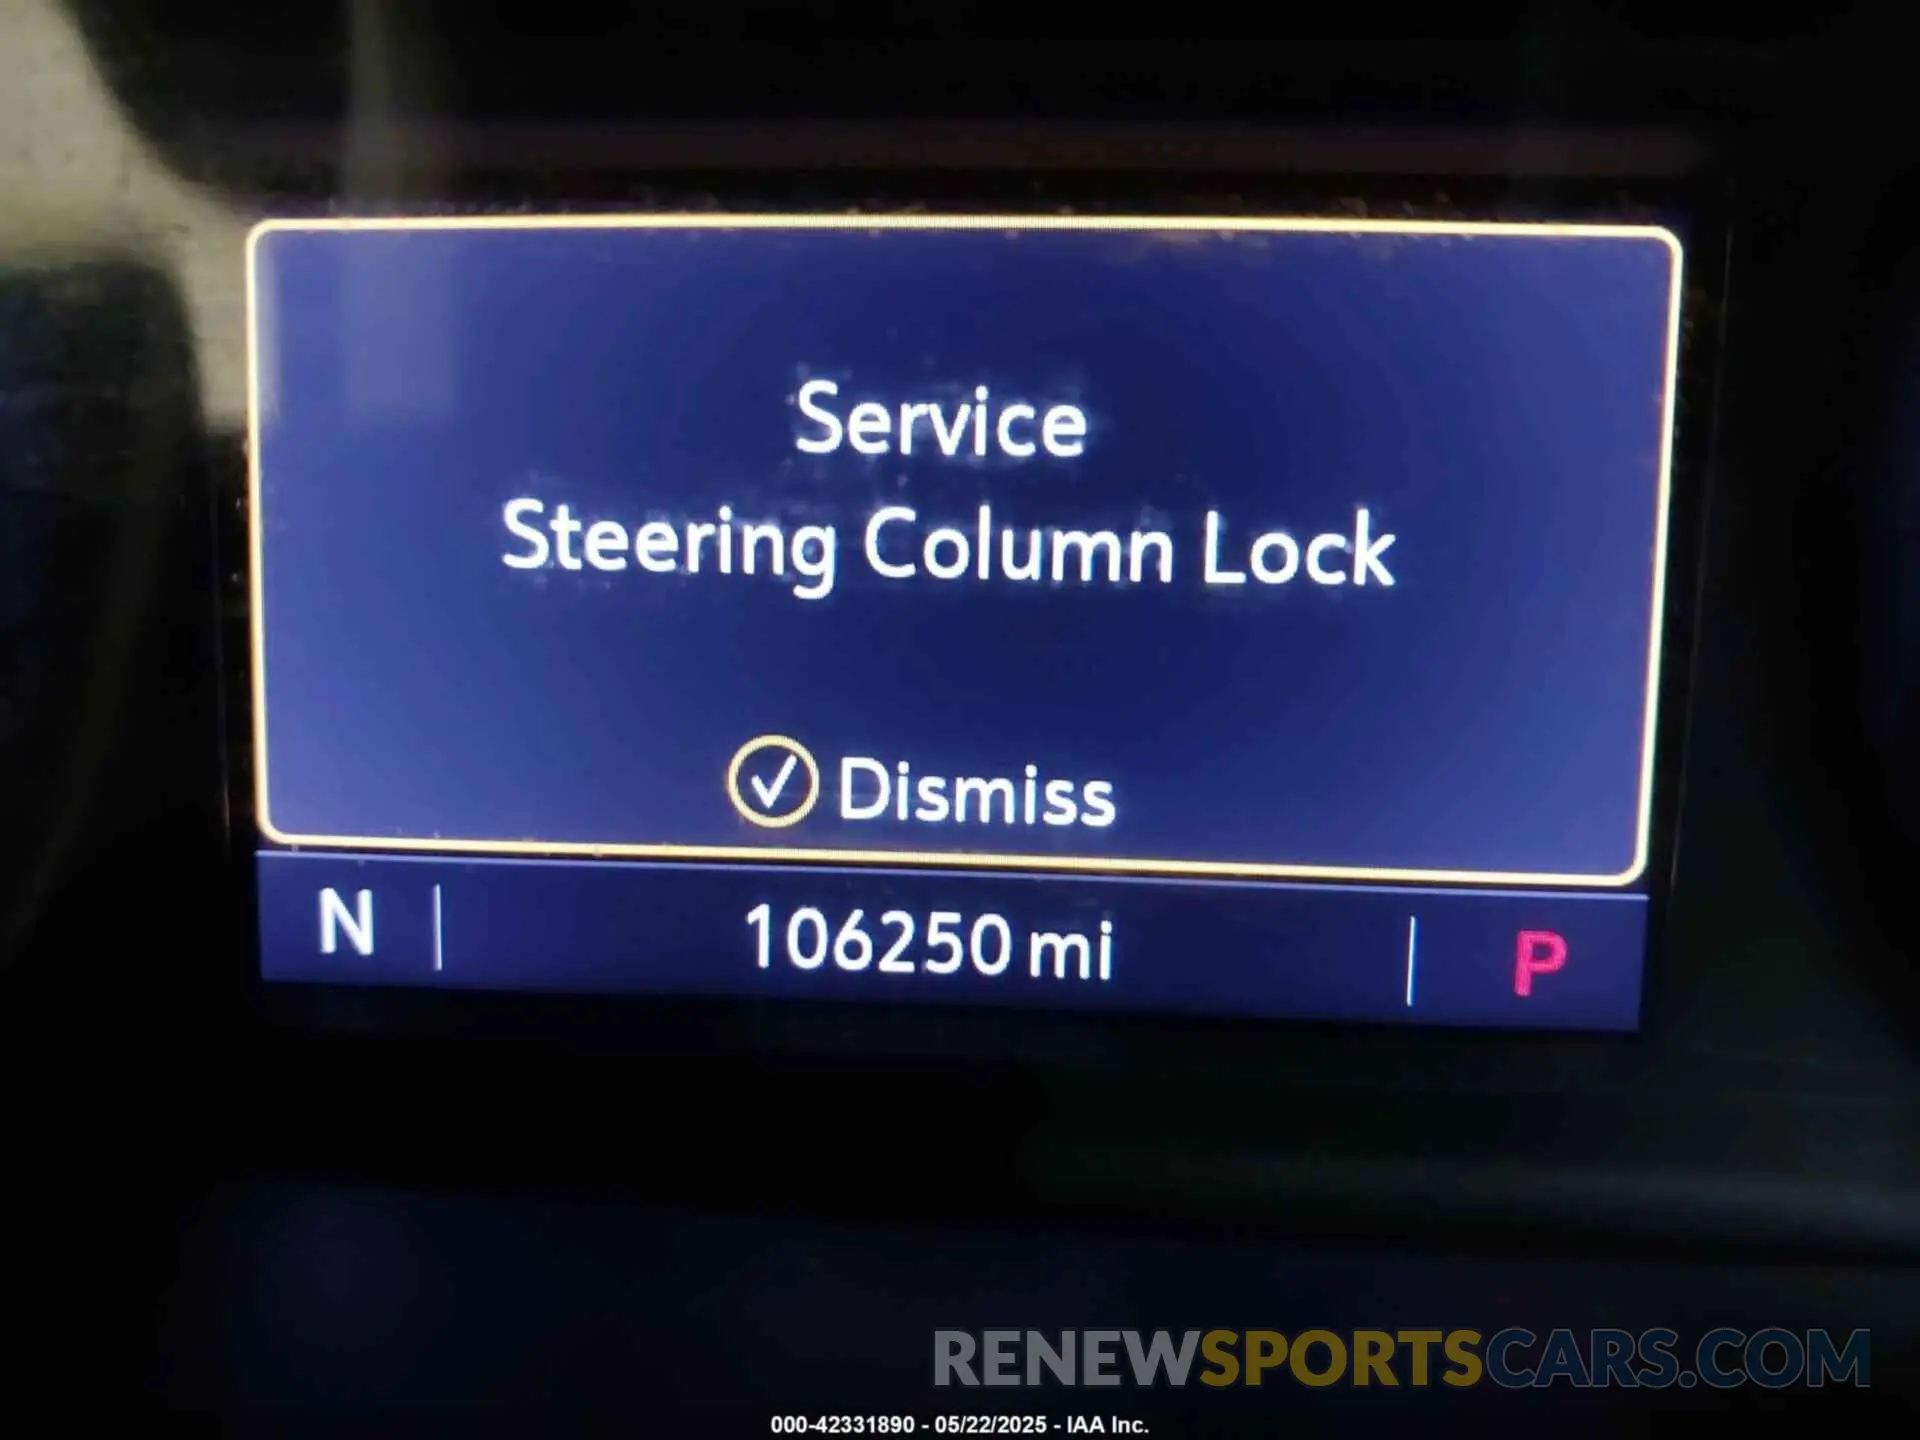 Service
Steering Column Lock
Dismiss
N 106250 mi P
RENEWSPORTSCARS.COM
000-42331890 - 05/22/2025 - IAA Inc.